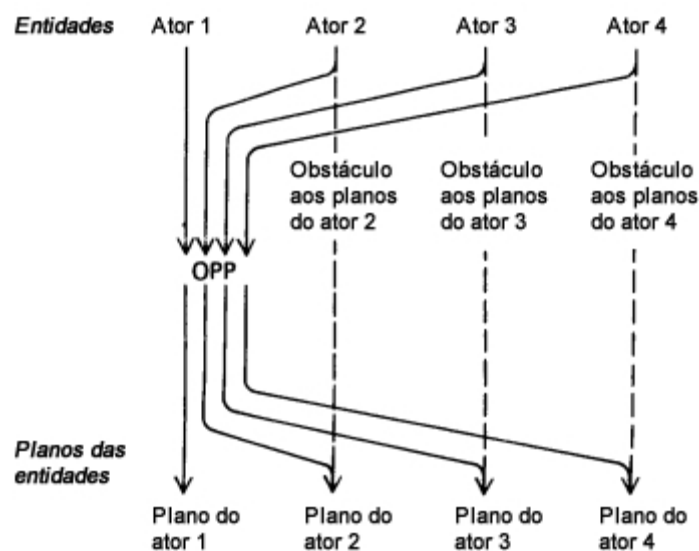 Entidades Ator 1 Ator 2 Ator 3 Ator 4
Obstáculo Obstáculo Obstáculo
aos planos aos planos aos planos
do ator 2 do ator 3 do ator 4
OPP
Planos das
entidades
Plano do Plano do Plano do Plano do
ator 1 ator 2 ator 3 ator 4